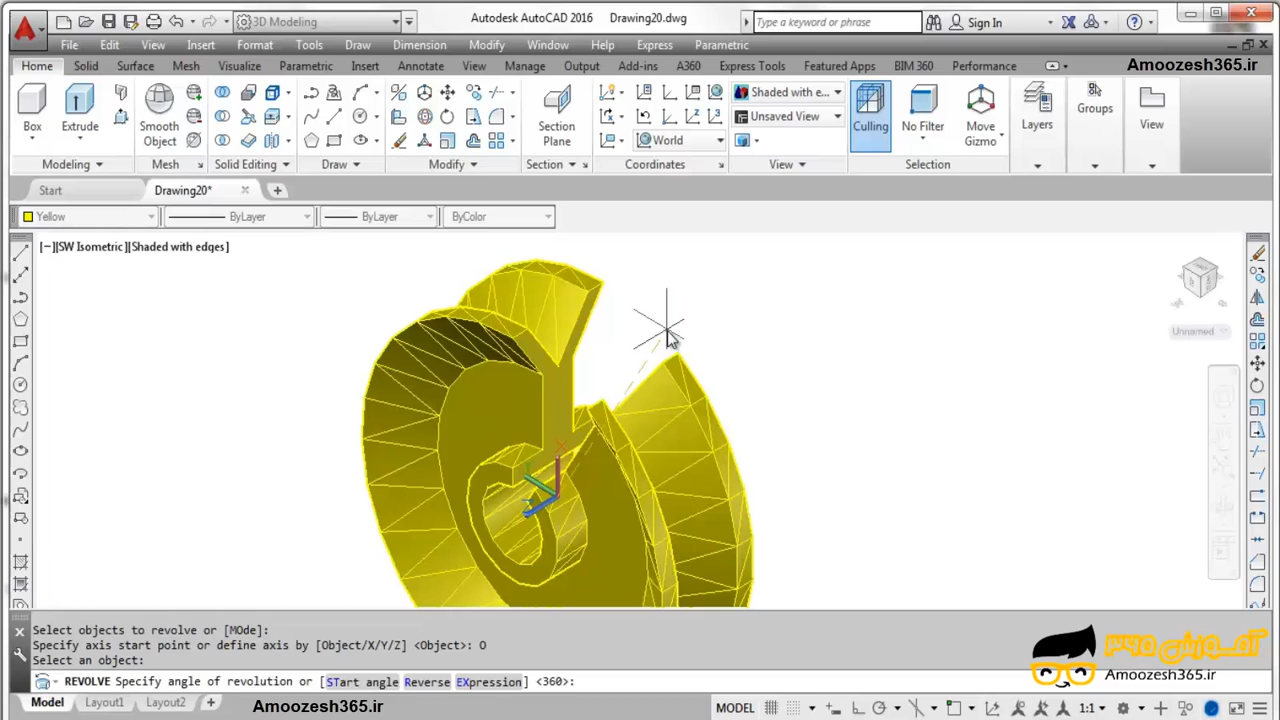 3D Modeling
Autodesk AutoCAD 2016 Drawing20.dwg
Type a keyword or phrase
Sign In
File Edit View Insert Format Tools Draw Dimension Modify Window Help Express Parametric
Home Solid Surface Mesh Visualize Parametric Insert Annotate View Manage Output Add-ins A360 Express Tools Featured Apps BIM 360 Performance
Amoozesh365.ir
Box
Extrude
Smooth
Object
Section
Plane
World
Shaded with e...
Unsaved View
Culling
No Filter
Move
Gizmo
Layers
Groups
View
Modeling Mesh Solid Editing Draw Modify Section Coordinates View Selection
Start Drawing20*
Yellow ByLayer ByLayer ByColor
[−][SW Isometric][Shaded with edges]
Unnamed
Select objects to revolve or [MOde]:
Specify axis start point or define axis by [Object/X/Y/Z] <Object>: O
Select an object:
REVOLVE Specify angle of revolution or [STart angle Reverse EXpression] <360>:
آموزش ۳۶۵
Amoozesh365.ir
Model Layout1 Layout2
Amoozesh365.ir
MODEL
1:1